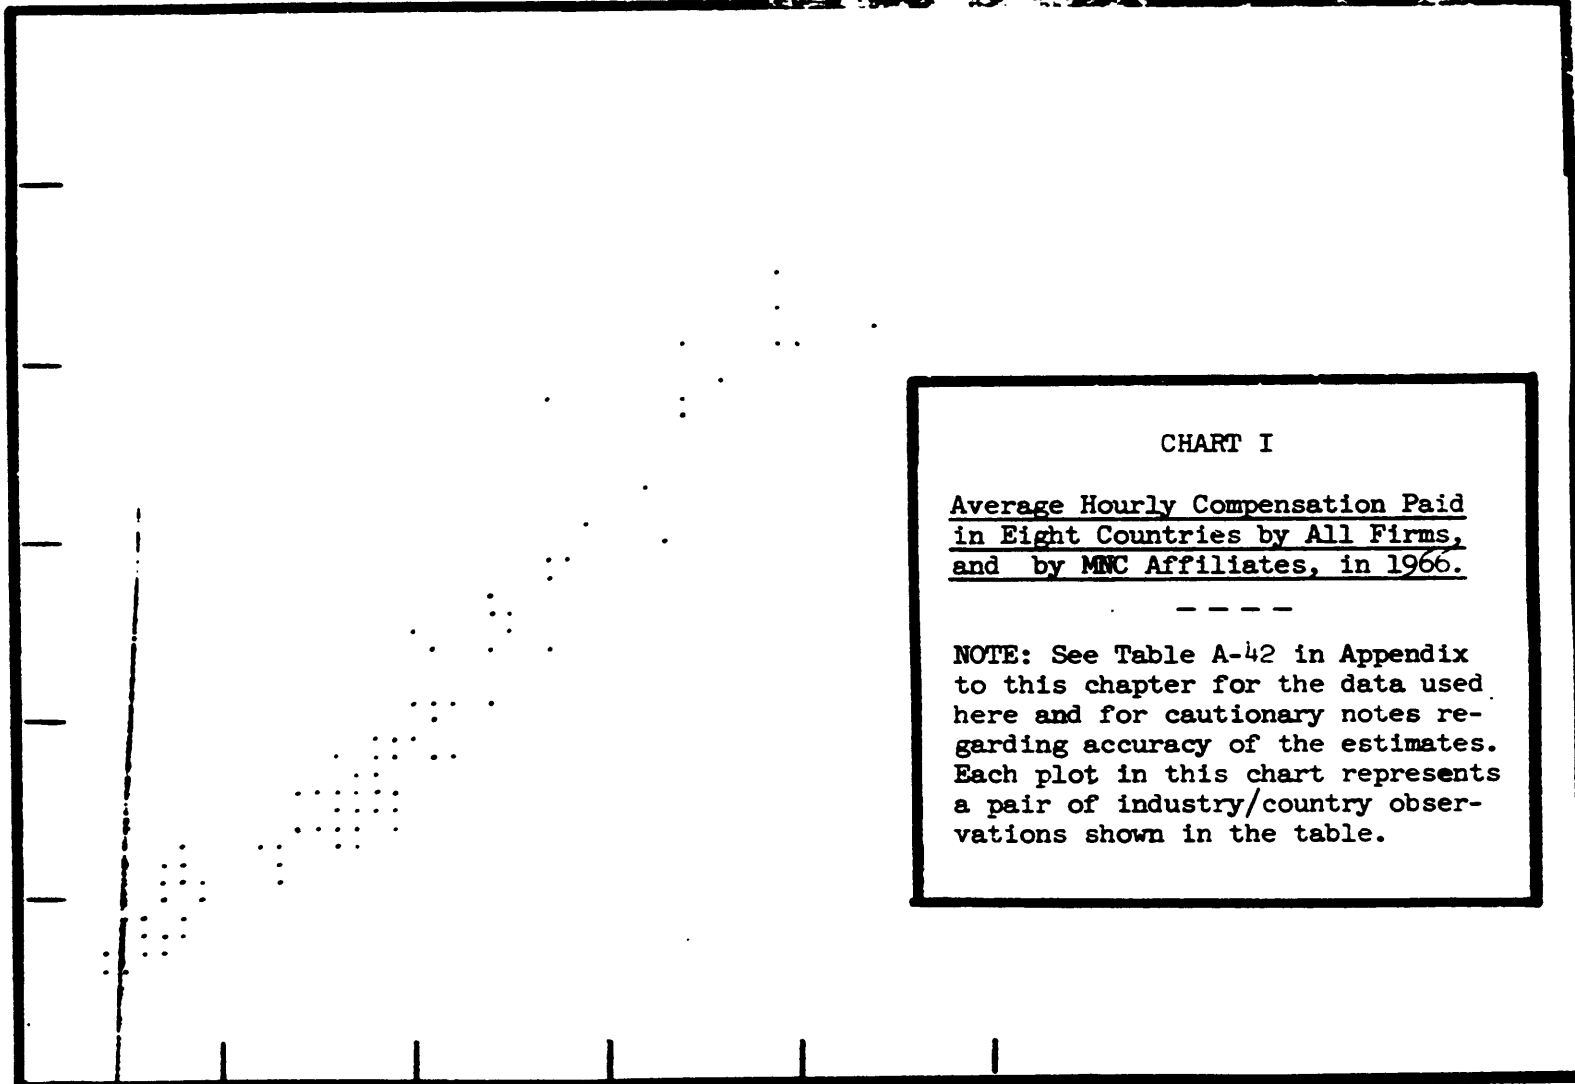 CHART I
Average Hourly Compensation Paid
in Eight Countries by All Firms,
and by MNC Affiliates, in 1966.
----
NOTE: See Table A-42 in Appendix
to this chapter for the data used
here and for cautionary notes re-
garding accuracy of the estimates.
Each plot in this chart represents
a pair of industry/country obser-
vations shown in the table.